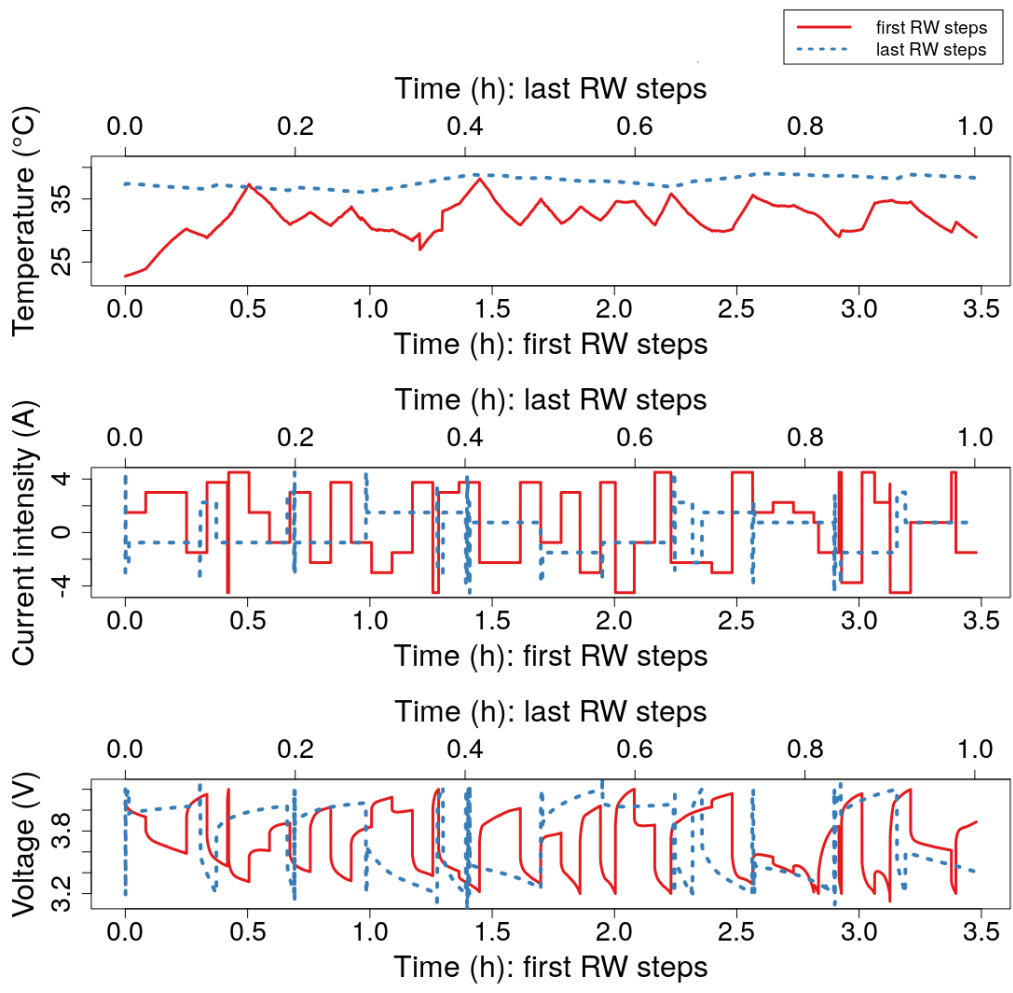 first RW steps
last RW steps
Time (h): last RW steps
0.0 0.2 0.4 0.6 0.8 1.0
Temperature (°C)
35
25
0.0 0.5 1.0 1.5 2.0 2.5 3.0 3.5
Time (h): first RW steps
Time (h): last RW steps
0.0 0.2 0.4 0.6 0.8 1.0
Current intensity (A)
4
0
-4
0.0 0.5 1.0 1.5 2.0 2.5 3.0 3.5
Time (h): first RW steps
Time (h): last RW steps
0.0 0.2 0.4 0.6 0.8 1.0
Voltage (V)
3.8
3.2
0.0 0.5 1.0 1.5 2.0 2.5 3.0 3.5
Time (h): first RW steps